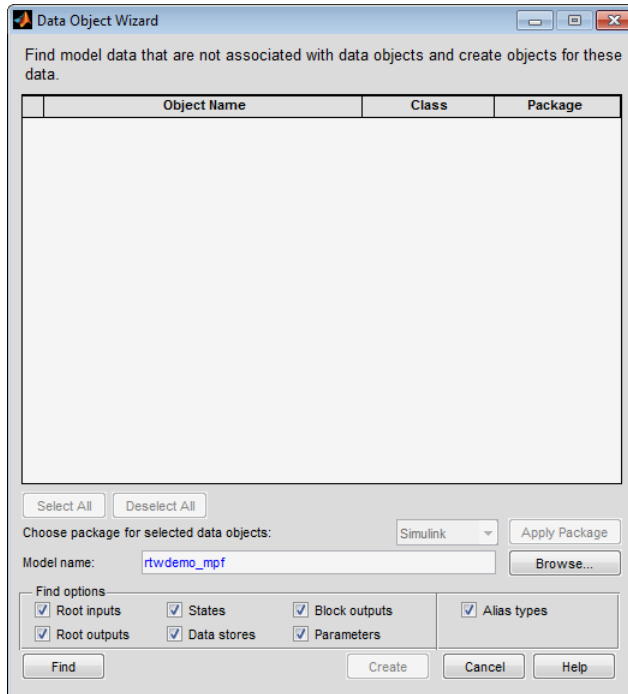 Data Object Wizard
Find model data that are not associated with data objects and create objects for these
data.
Object Name Class Package
Select All Deselect All
Choose package for selected data objects: Simulink Apply Package
Model name: rtwdemo_mpf Browse...
Find options
Root inputs States Block outputs Alias types
Root outputs Data stores Parameters
Find Create Cancel Help